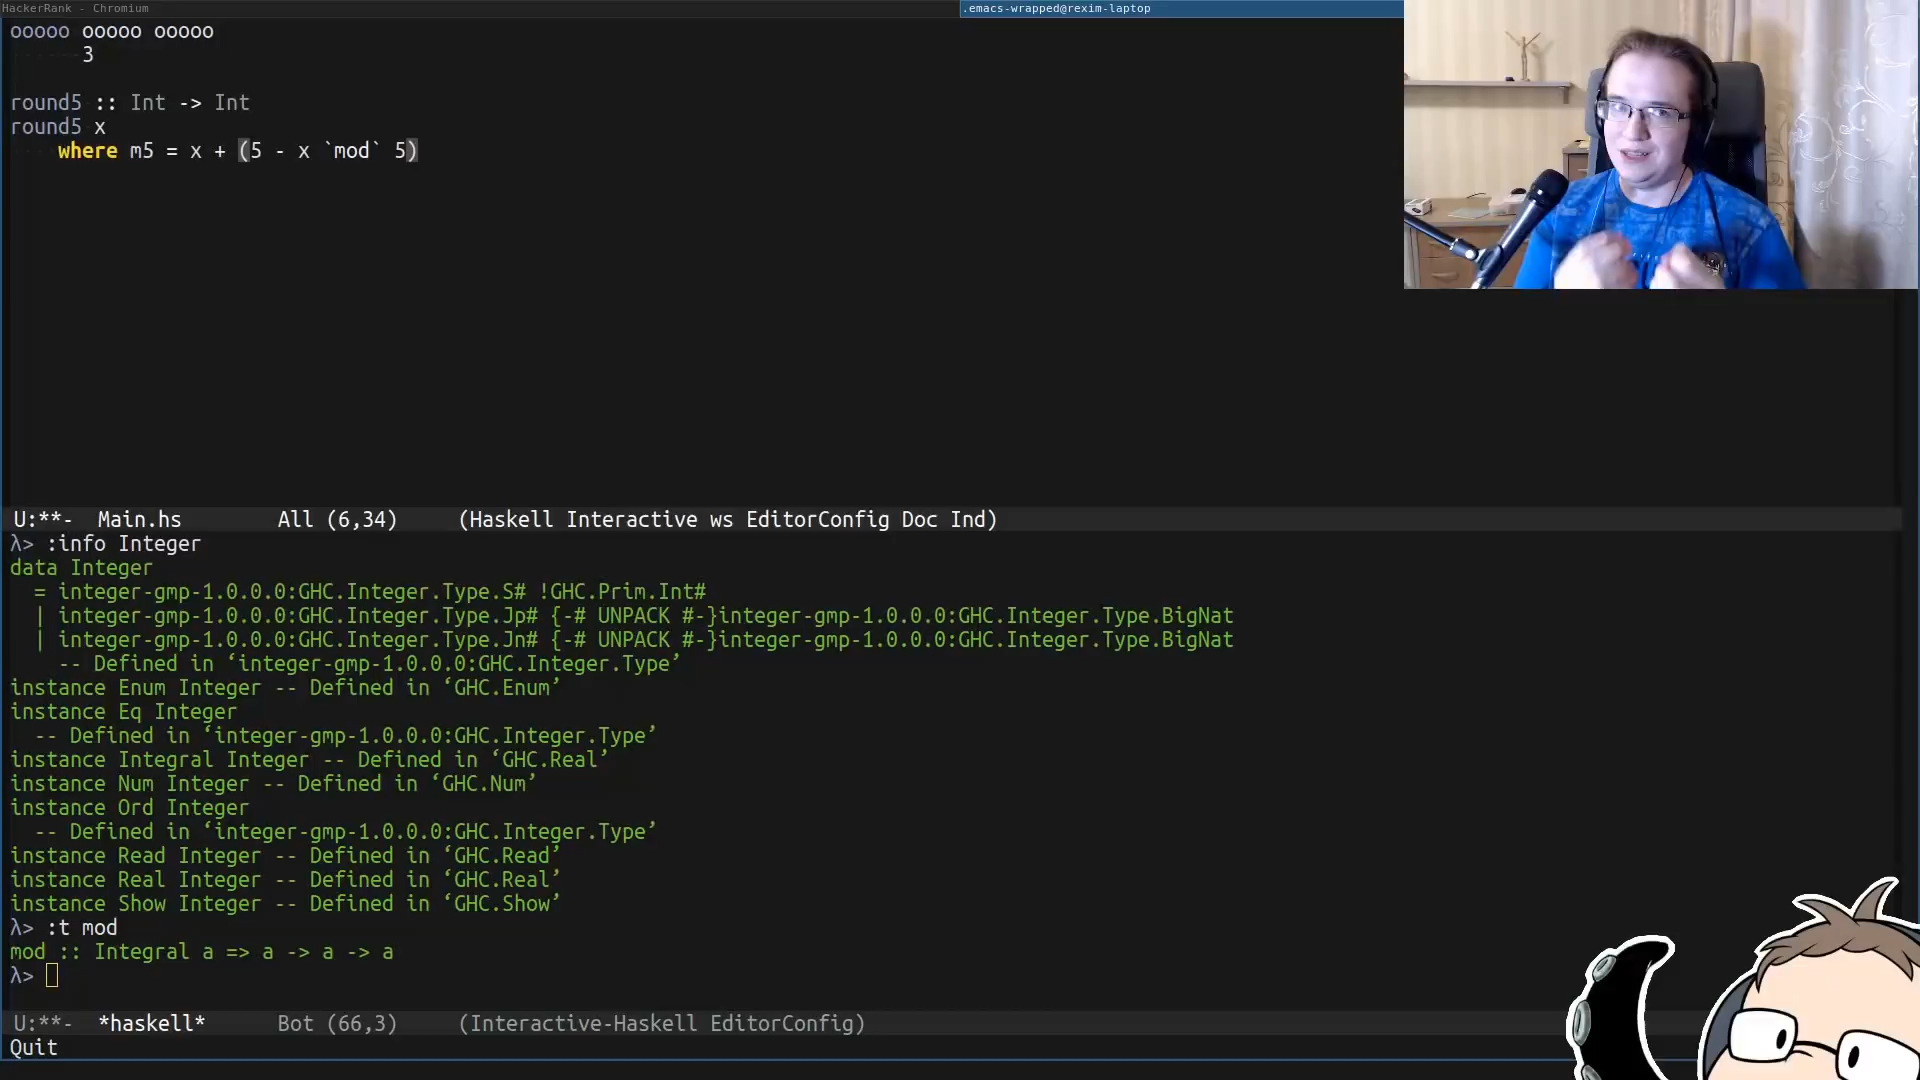 HackerRank - Chromium
.emacs-wrapped@rexim-laptop
ooooo ooooo ooooo
3
round5 :: Int -> Int
round5 x
where m5 = x + (5 - x `mod` 5)
U:**-  Main.hs        All (6,34)     (Haskell Interactive ws EditorConfig Doc Ind)
λ> :info Integer
data Integer
  = integer-gmp-1.0.0.0:GHC.Integer.Type.S# !GHC.Prim.Int#
  | integer-gmp-1.0.0.0:GHC.Integer.Type.Jp# {-# UNPACK #-}integer-gmp-1.0.0.0:GHC.Integer.Type.BigNat
  | integer-gmp-1.0.0.0:GHC.Integer.Type.Jn# {-# UNPACK #-}integer-gmp-1.0.0.0:GHC.Integer.Type.BigNat
    -- Defined in ‘integer-gmp-1.0.0.0:GHC.Integer.Type’
instance Enum Integer -- Defined in ‘GHC.Enum’
instance Eq Integer
  -- Defined in ‘integer-gmp-1.0.0.0:GHC.Integer.Type’
instance Integral Integer -- Defined in ‘GHC.Real’
instance Num Integer -- Defined in ‘GHC.Num’
instance Ord Integer
  -- Defined in ‘integer-gmp-1.0.0.0:GHC.Integer.Type’
instance Read Integer -- Defined in ‘GHC.Read’
instance Real Integer -- Defined in ‘GHC.Real’
instance Show Integer -- Defined in ‘GHC.Show’
λ> :t mod
mod :: Integral a => a -> a -> a
λ>
U:**-  *haskell*      Bot (66,3)     (Interactive-Haskell EditorConfig)
Quit